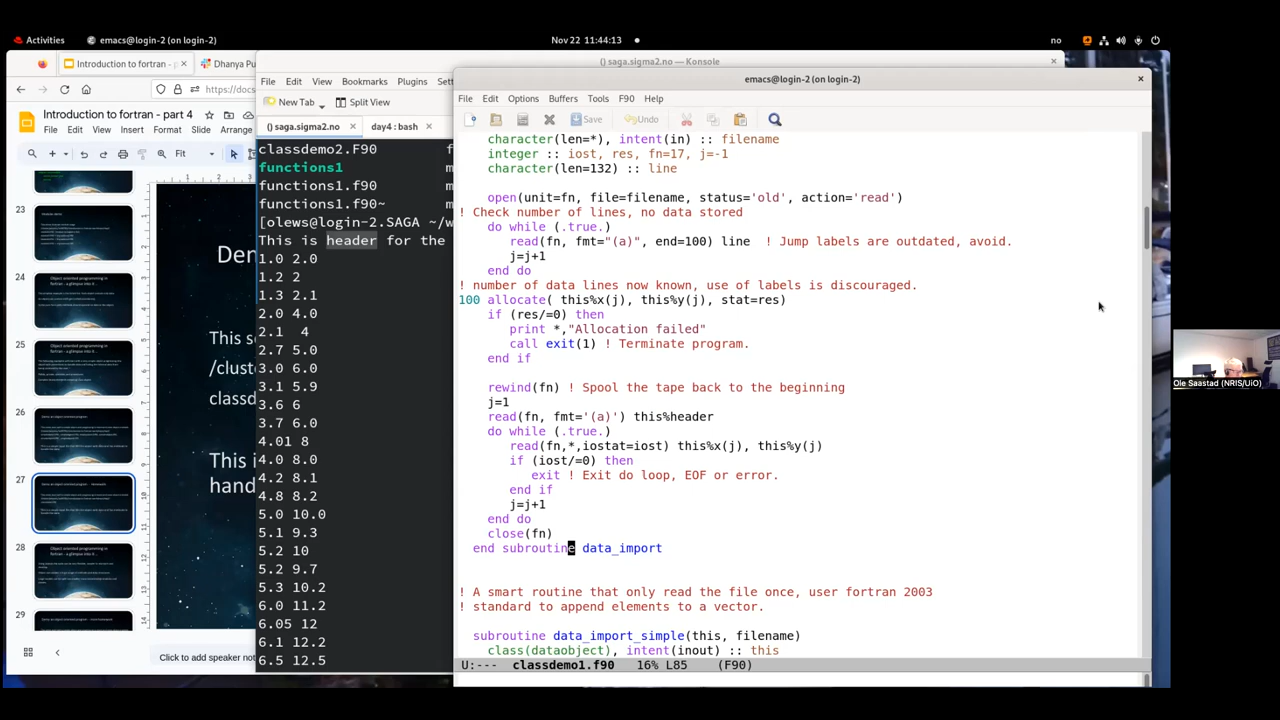 Activities
emacs@login-2 (on login-2)
Nov 22 11:44:13
no
Introduction to fortran - p
Dhanya Pu
https://docs
Introduction to fortran - part 4
File Edit View Insert Format Slide Arrange
Fit
23
24
25
26
27
28
29
Den
This s
/clust
classd
This i
hand
Click to add speaker not
() saga.sigma2.no — Konsole
File Edit View Bookmarks Plugins Sett
New Tab
Split View
() saga.sigma2.no
day4 : bash
classdemo2.F90
functions1
functions1.f90
functions1.f90~
[olews@login-2.SAGA ~/w
This is header for the
1.0 2.0
1.2 2
1.3 2.1
2.0 4.0
2.1  4
2.7 5.0
3.0 6.0
3.1 5.9
3.6 6
3.7 6.0
4.01 8
4.0 8.0
4.2 8.1
4.8 8.2
5.0 10.0
5.1 9.3
5.2 10
5.2 9.7
5.3 10.2
6.0 11.2
6.05 12
6.1 12.2
6.5 12.5
emacs@login-2 (on login-2)
File Edit Options Buffers Tools F90 Help
Save
Undo
character(len=*), intent(in) :: filename
integer :: iost, res, fn=17, j=-1
character(len=132) :: line
open(unit=fn, file=filename, status='old', action='read')
! Check number of lines, no data stored
do while (.true.)
read(fn, fmt="(a)", end=100) line  ! Jump labels are outdated, avoid.
j=j+1
end do
! number of data lines now known, use of labels is discouraged.
100 allocate( this%x(j), this%y(j), stat=res)
if (res/=0) then
print *,"Allocation failed"
call exit(1) ! Terminate program.
end if
rewind(fn) ! Spool the tape back to the beginning
j=1
read(fn, fmt='(a)') this%header
do while (.true.)
read(fn,*,iostat=iost) this%x(j), this%y(j)
if (iost/=0) then
exit ! Exit do loop, EOF or error.
end if
j=j+1
end do
close(fn)
end subroutine data_import
! A smart routine that only read the file once, user fortran 2003
! standard to append elements to a vector.
subroutine data_import_simple(this, filename)
class(dataobject), intent(inout) :: this
U:--- classdemo1.f90 16% L85 (F90)
Ole Saastad (NRIS/UiO)